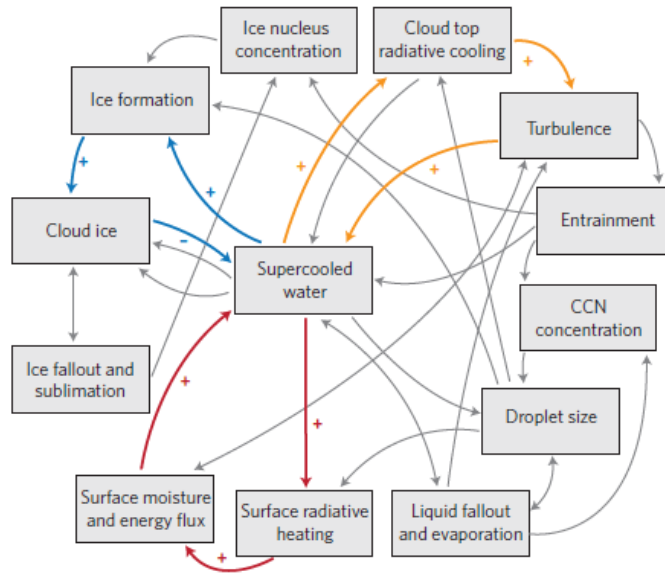 Ice nucleus
concentration
Cloud top
radiative cooling
+
Ice formation
Turbulence
+
+
+
+
Cloud ice
-
Entrainment
Supercooled
water
CCN
concentration
Ice fallout and
sublimation
+
+
Droplet size
Surface moisture
and energy flux
Surface radiative
heating
Liquid fallout
and evaporation
+